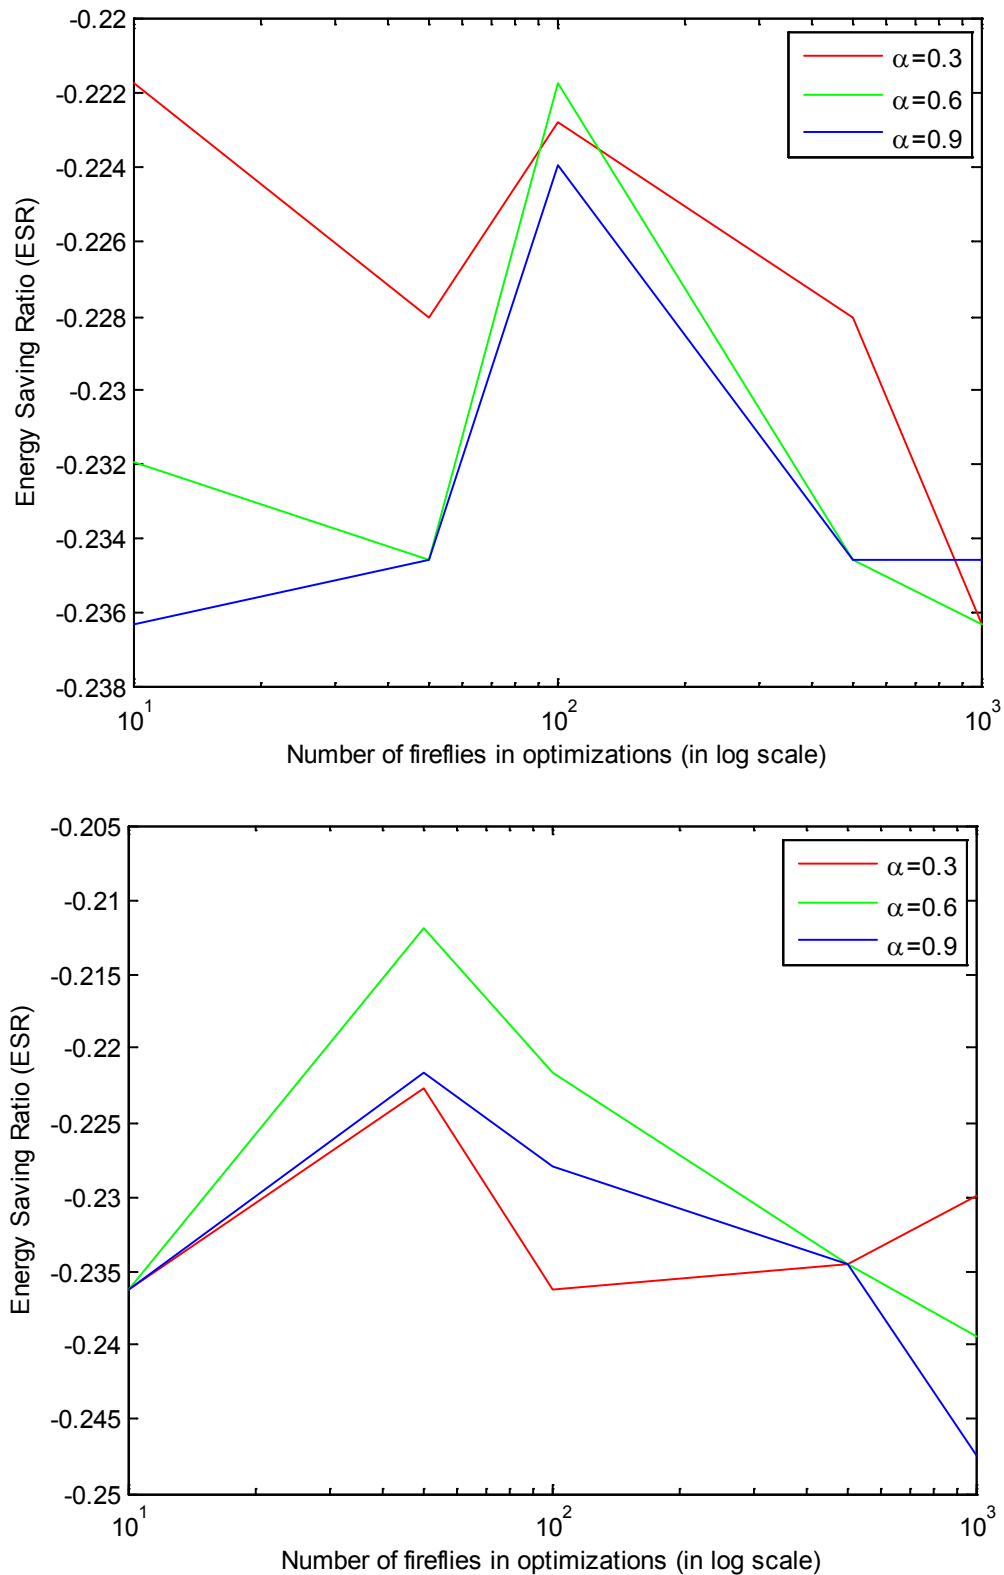 -0.22
-0.222
-0.224
-0.226
-0.228
-0.23
-0.232
-0.234
-0.236
-0.238
Energy Saving Ratio (ESR)
α=0.3
α=0.6
α=0.9
10^1
10^2
10^3
Number of fireflies in optimizations (in log scale)
-0.205
-0.21
-0.215
-0.22
-0.225
-0.23
-0.235
-0.24
-0.245
-0.25
Energy Saving Ratio (ESR)
α=0.3
α=0.6
α=0.9
10^1
10^2
10^3
Number of fireflies in optimizations (in log scale)